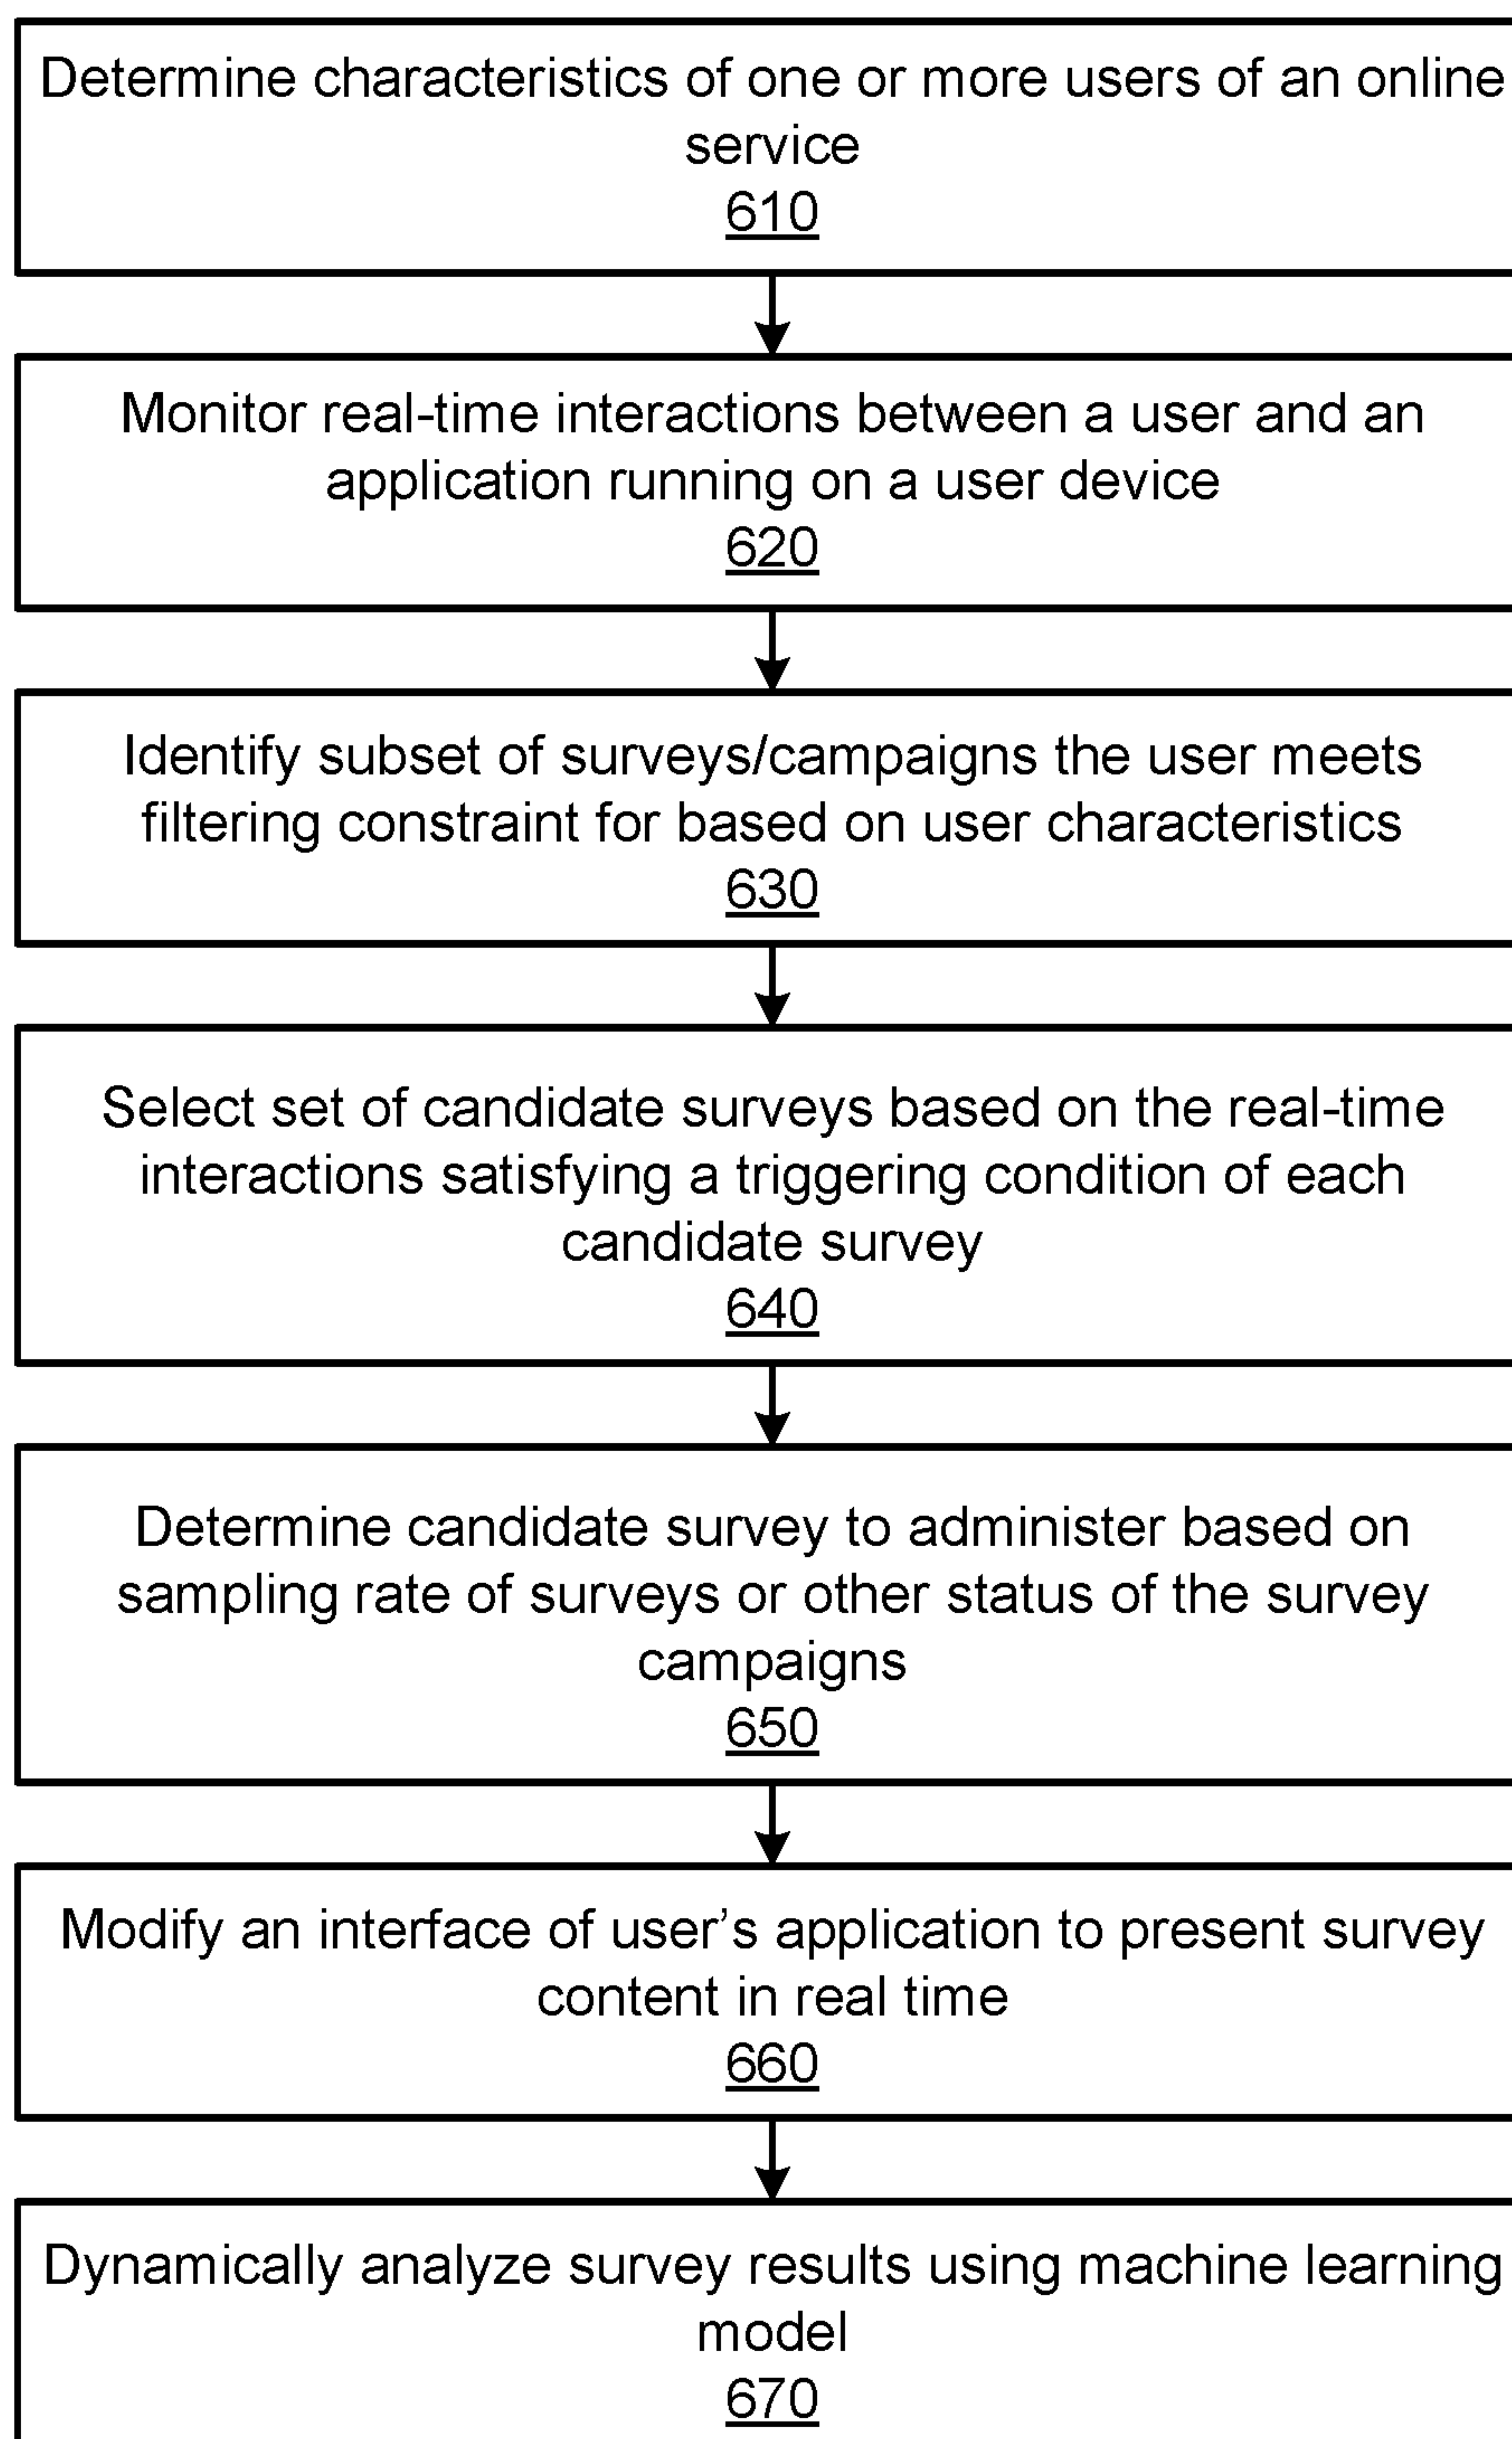 Determine characteristics of one or more users of an online
service
610
Monitor real-time interactions between a user and an
application running on a user device
620
Identify subset of surveys/campaigns the user meets
filtering constraint for based on user characteristics
630
Select set of candidate surveys based on the real-time
interactions satisfying a triggering condition of each
candidate survey
640
Determine candidate survey to administer based on
sampling rate of surveys or other status of the survey
campaigns
650
Modify an interface of user’s application to present survey
content in real time
660
Dynamically analyze survey results using machine learning
model
670